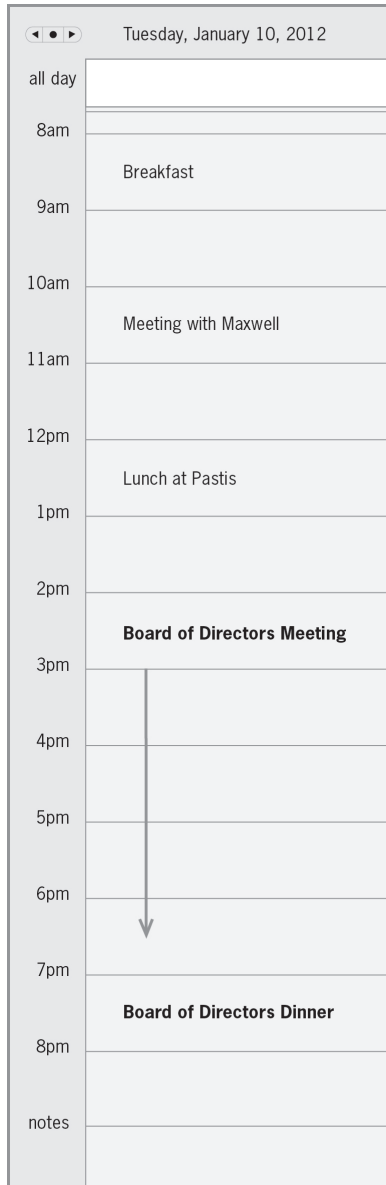 Tuesday, January 10, 2012
all day
8am
Breakfast
9am
10am
Meeting with Maxwell
11am
12pm
Lunch at Pastis
1pm
2pm
Board of Directors Meeting
3pm
4pm
5pm
6pm
7pm
Board of Directors Dinner
8pm
notes